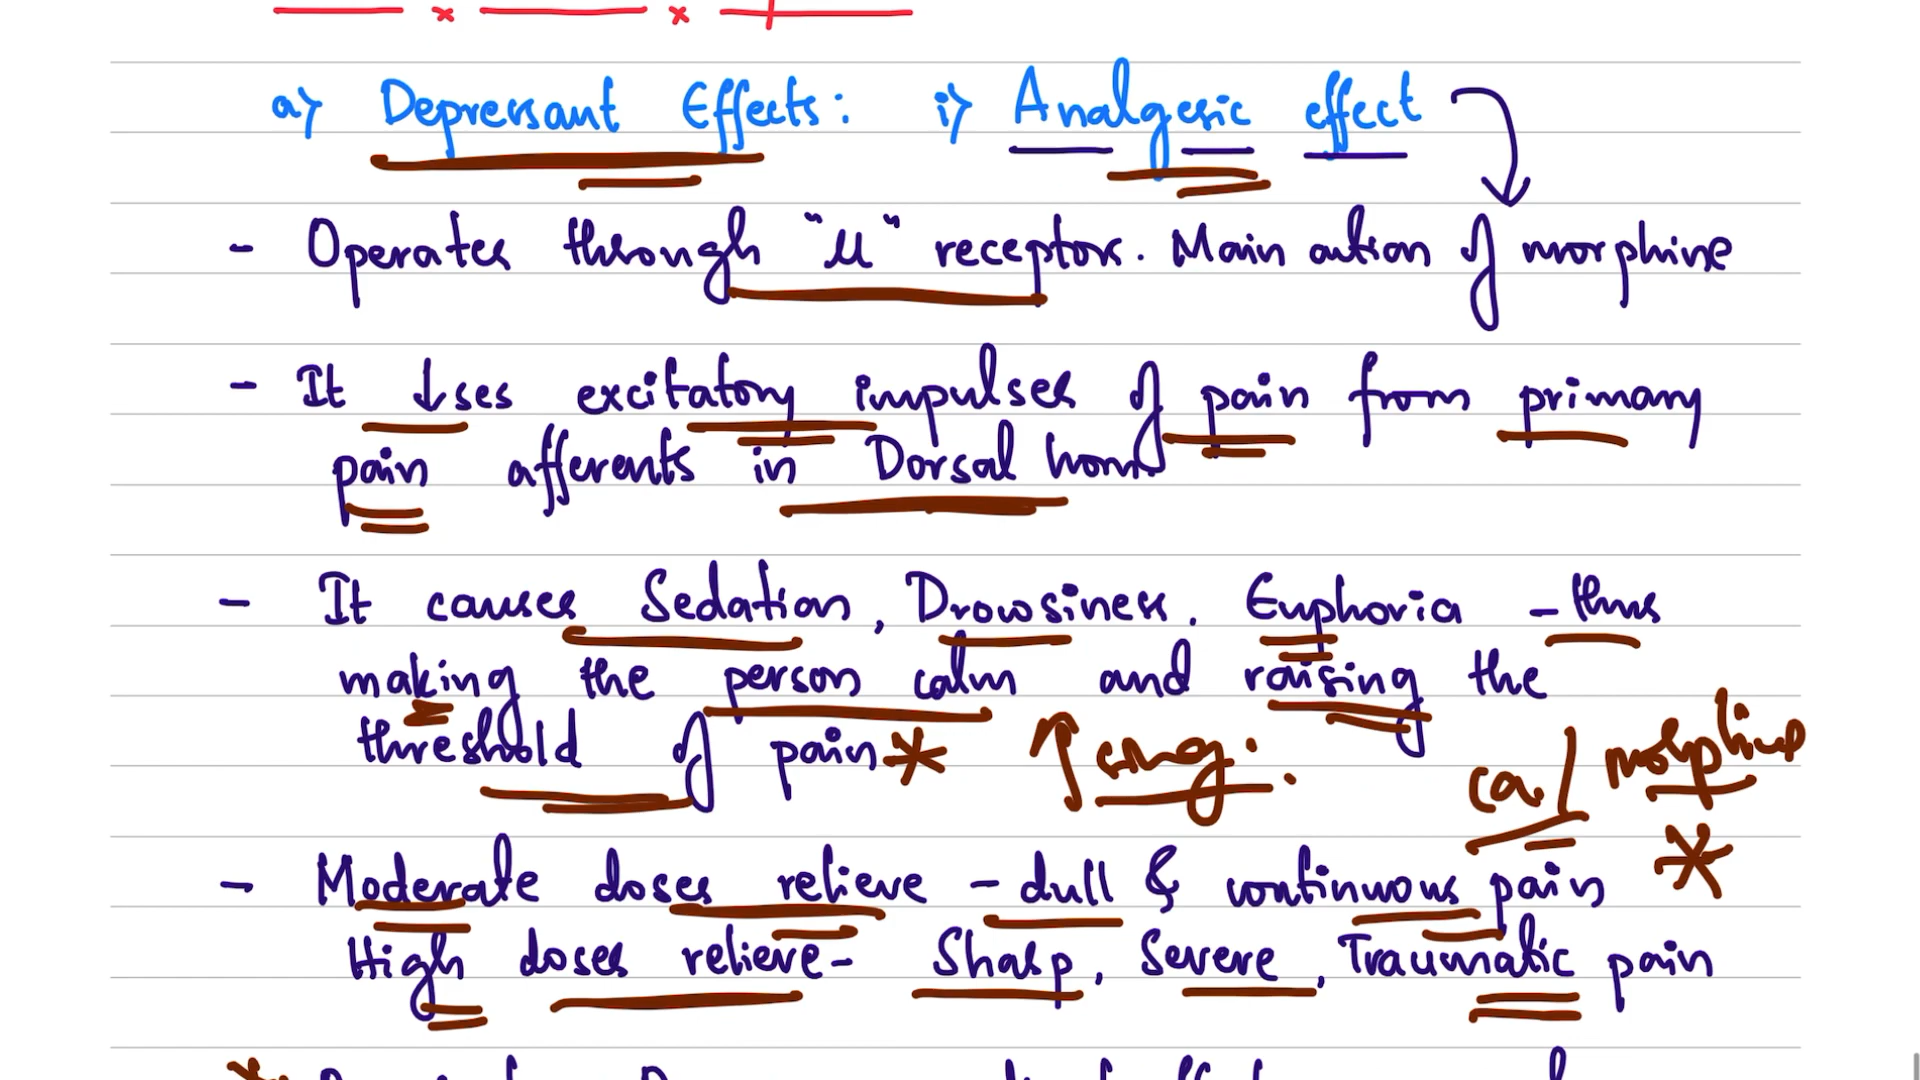 a) Depressant Effects: i) Analgesic effect
- Operates through "μ" receptor. Main action of morphine
- It ↓ses excitatory impulses of pain from primary
pain afferents in Dorsal horn
- It causes Sedation, Drowsiness. Euphoria - thus
making the person calm and raising the
threshold of pain *
ca / morphine *
- Moderate doses relieve - dull & continuous pain
High doses relieve - Sharp, Severe, Traumatic pain